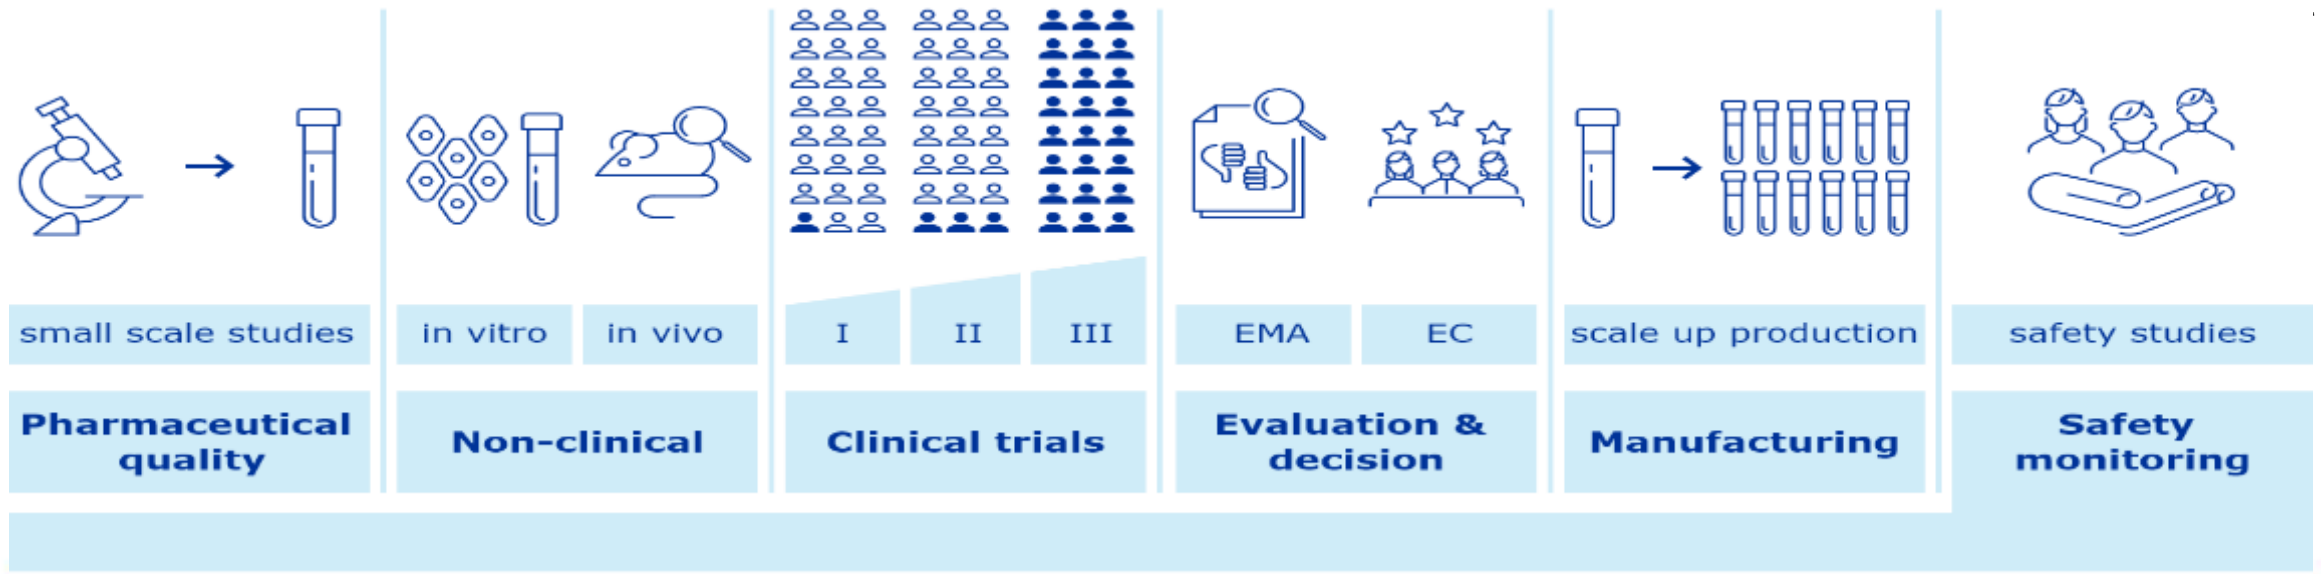 small scale studies
in vitro
in vivo
I
II
III
EMA
EC
scale up production
safety studies
Pharmaceutical
quality
Non-clinical
Clinical trials
Evaluation &
decision
Manufacturing
Safety
monitoring